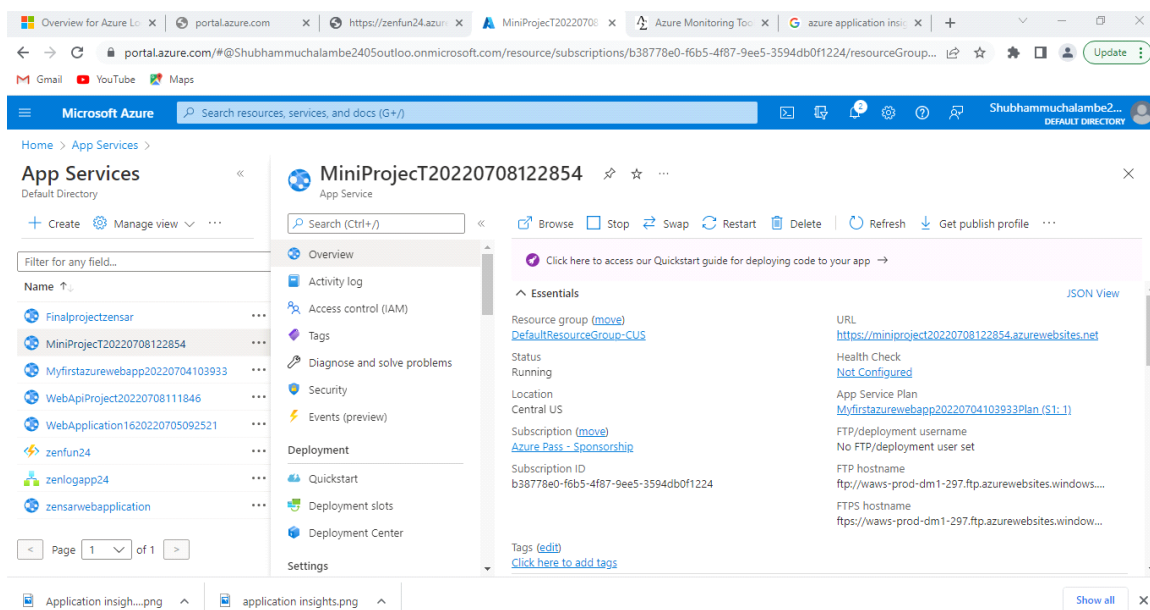 Overview for Azure Lo
portal.azure.com
https://zenfun24.azure
MiniProjecT20220708
Azure Monitoring Too
azure application insig
portal.azure.com/#@Shubhammuchalambe2405outloo.onmicrosoft.com/resource/subscriptions/b38778e0-f6b5-4f87-9ee5-3594db0f1224/resourceGroup...
Update
Gmail
YouTube
Maps
Microsoft Azure
Search resources, services, and docs (G+/)
2
Shubhammuchalambe2...
DEFAULT DIRECTORY
Home > App Services >
App Services
Default Directory
+ Create
Manage view
Filter for any field...
Name ↑↓
Finalprojectzensar
MiniProjecT20220708122854
Myfirstazurewebapp20220704103933
WebApiProject20220708111846
WebApplication1620220705092521
zenfun24
zenlogapp24
zensarwebapplication
< Page 1 of 1 >
MiniProjecT20220708122854
App Service
Search (Ctrl+/)
Overview
Activity log
Access control (IAM)
Tags
Diagnose and solve problems
Security
Events (preview)
Deployment
Quickstart
Deployment slots
Deployment Center
Settings
Browse Stop Swap Restart Delete Refresh Get publish profile ...
Click here to access our Quickstart guide for deploying code to your app →
Essentials
JSON View
Resource group (move)
DefaultResourceGroup-CUS
Status
Running
Location
Central US
Subscription (move)
Azure Pass - Sponsorship
Subscription ID
b38778e0-f6b5-4f87-9ee5-3594db0f1224
URL
https://miniproject20220708122854.azurewebsites.net
Health Check
Not Configured
App Service Plan
Myfirstazurewebapp20220704103933Plan (S1: 1)
FTP/deployment username
No FTP/deployment user set
FTP hostname
ftp://waws-prod-dm1-297.ftp.azurewebsites.windows....
FTPS hostname
ftps://waws-prod-dm1-297.ftp.azurewebsites.window...
Tags (edit)
Click here to add tags
Application insigh....png
application insights.png
Show all